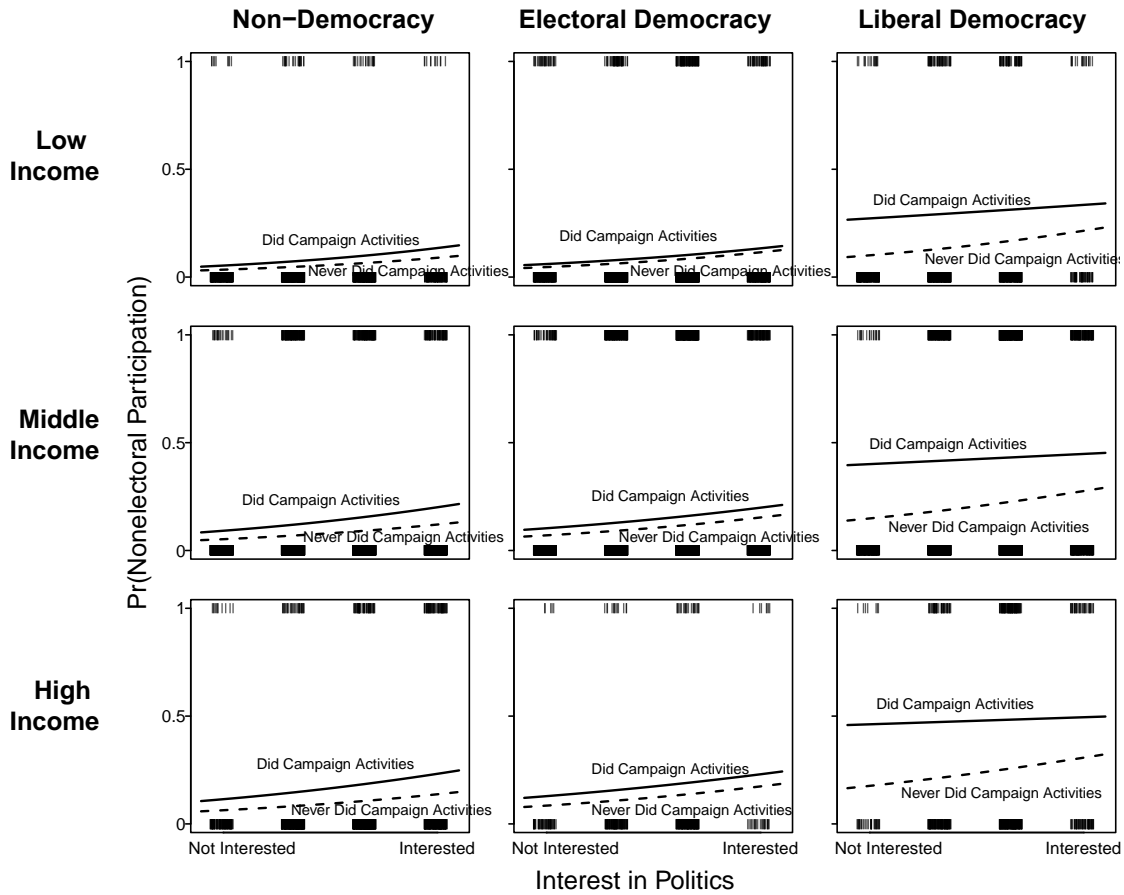 Non−Democracy
Electoral Democracy
Liberal Democracy
Low
Income
1
0.5
0
Did Campaign Activities
Never Did Campaign Activities
Did Campaign Activities
Never Did Campaign Activities
Did Campaign Activities
Never Did Campaign Activities
Middle
Income
1
0.5
0
Did Campaign Activities
Never Did Campaign Activities
Did Campaign Activities
Never Did Campaign Activities
Did Campaign Activities
Never Did Campaign Activities
High
Income
1
0.5
0
Did Campaign Activities
Never Did Campaign Activities
Did Campaign Activities
Never Did Campaign Activities
Did Campaign Activities
Never Did Campaign Activities
Pr(Nonelectoral Participation)
Not Interested
Interested
Not Interested
Interested
Not Interested
Interested
Interest in Politics